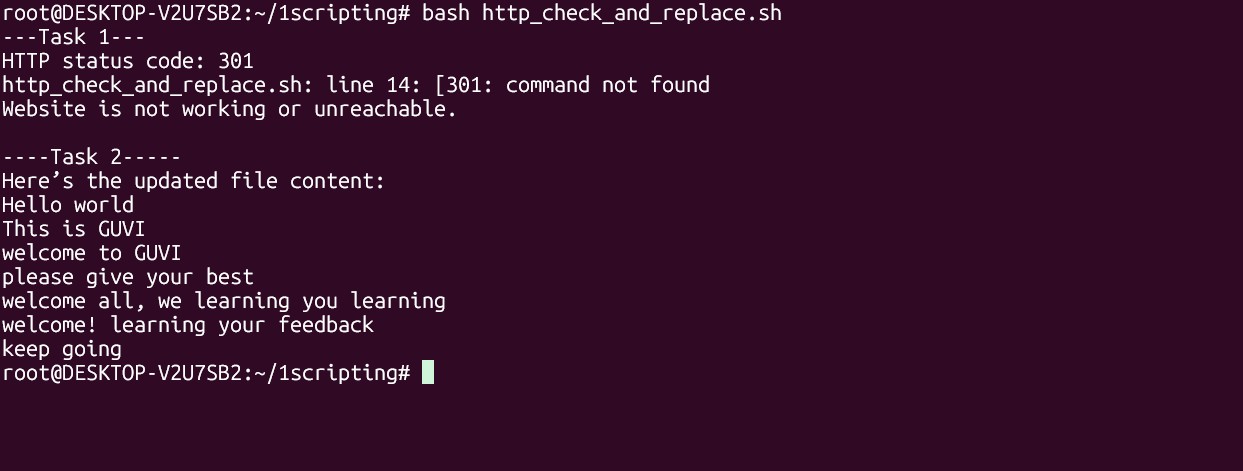 root@DESKTOP-V2U7SB2:~/1scripting# bash http_check_and_replace.sh
---Task 1---
HTTP status code: 301
http_check_and_replace.sh: line 14: [301: command not found
Website is not working or unreachable.
----Task 2-----
Here’s the updated file content:
Hello world
This is GUVI
welcome to GUVI
please give your best
welcome all, we learning you learning
welcome! learning your feedback
keep going
root@DESKTOP-V2U7SB2:~/1scripting#